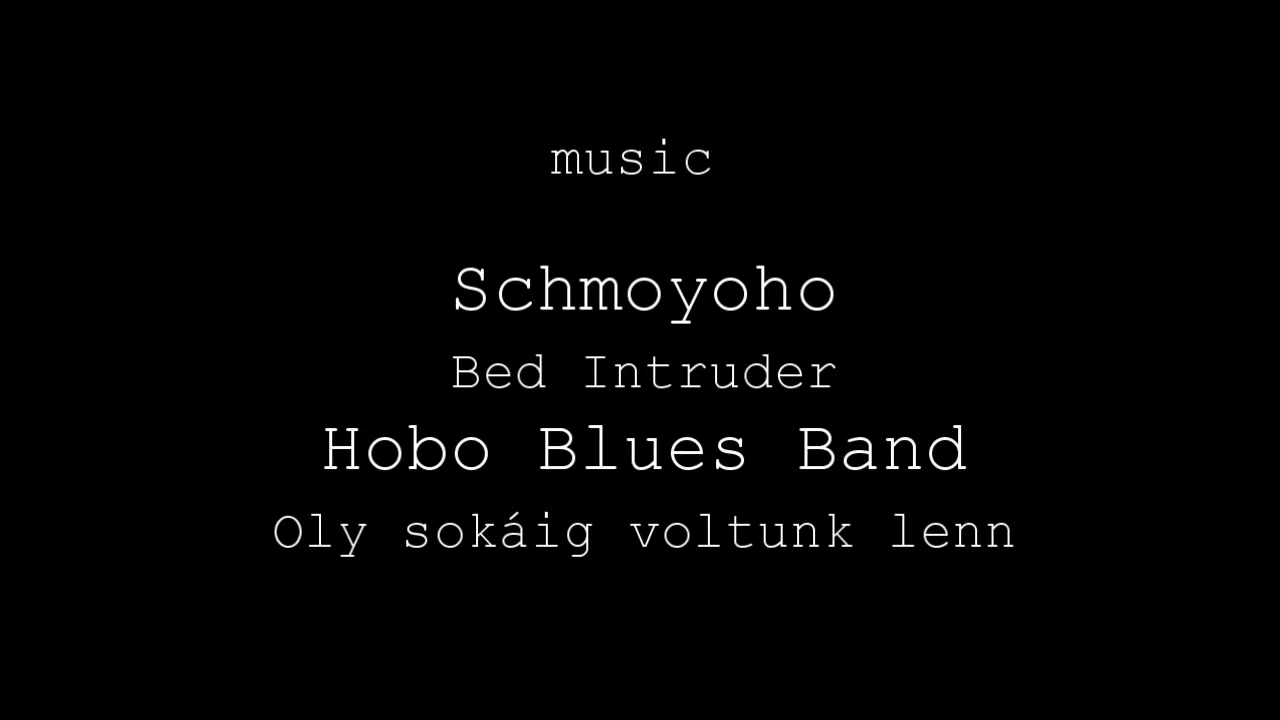 music
Schmoyoho
Bed Intruder
Hobo Blues Band
Oly sokáig voltunk lenn